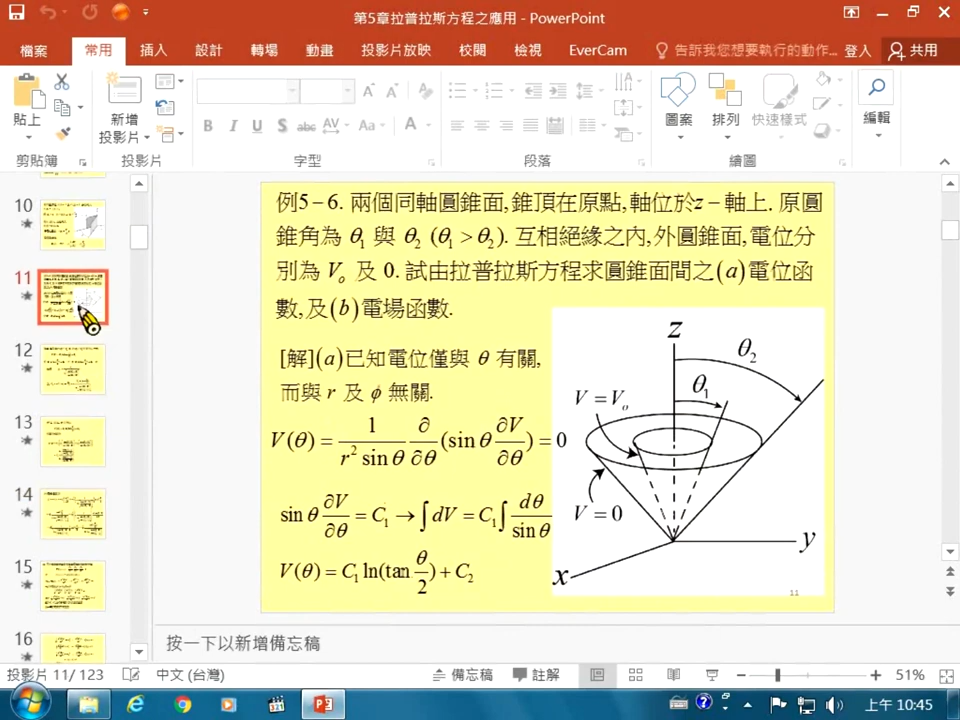 第5章拉普拉斯方程之應用 - PowerPoint
檔案 常用 插入 設計 轉場 動畫 投影片放映 校閱 檢視 EverCam 告訴我您想要執行的動作... 登入 共用
貼上 新增 投影片 B I U S abc AV Aa A 圖案 排列 快速樣式 編輯
剪貼簿 投影片 字型 段落 繪圖
10
11
12
13
14
15
16
例5－6. 兩個同軸圓錐面,錐頂在原點,軸位於z－軸上. 原圓
錐角為 θ₁ 與 θ₂ (θ₁ > θ₂). 互相絕緣之內,外圓錐面,電位分
別為 Vₒ 及 0. 試由拉普拉斯方程求圓錐面間之(a)電位函
數,及(b)電場函數.
[解](a)已知電位僅與 θ 有關,
而與 r 及 ϕ 無關.
V(θ) = 1/(r² sin θ) ∂/∂θ (sin θ ∂V/∂θ) = 0
sin θ ∂V/∂θ = C₁ → ∫dV = C₁∫ dθ/sin θ
V(θ) = C₁ ln(tan θ/2) + C₂
z
θ₂
θ₁
V = Vₒ
V = 0
y
x
11
按一下以新增備忘稿
投影片 11/ 123 中文 (台灣) 備忘稿 註解 51%
上午 10:45